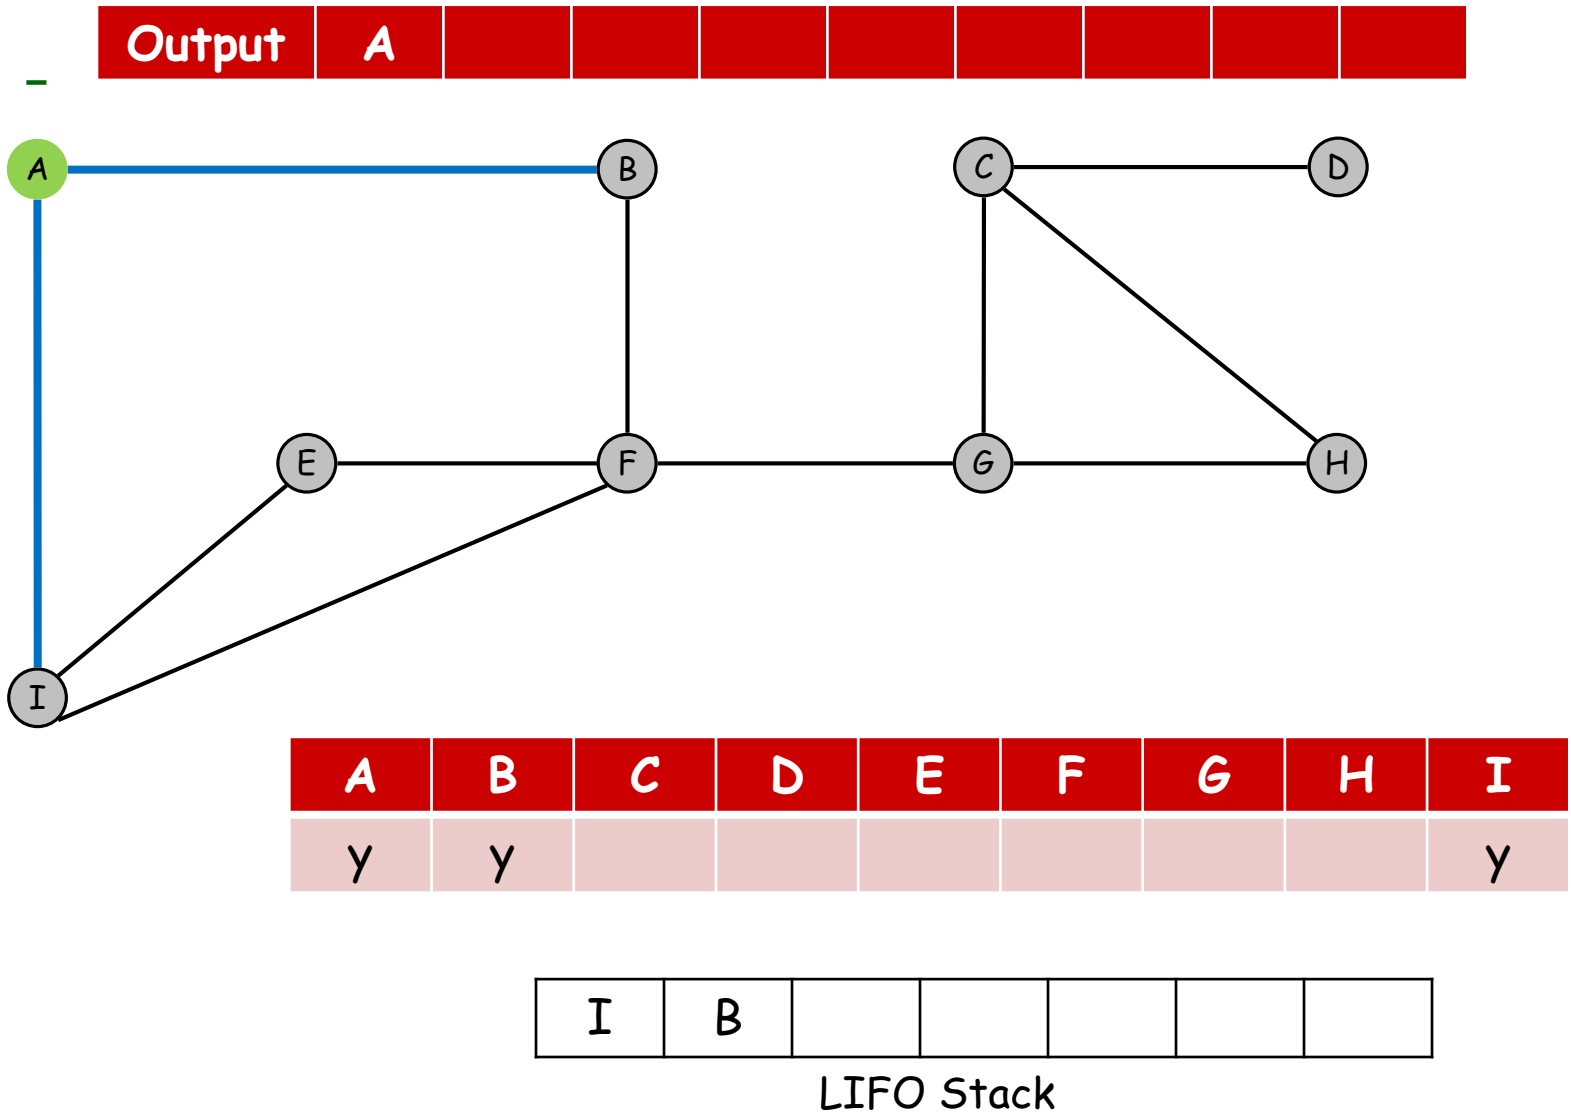 Output A
–
A B C D
E F G H
I
A B C D E F G H I
y y y
I B
LIFO Stack